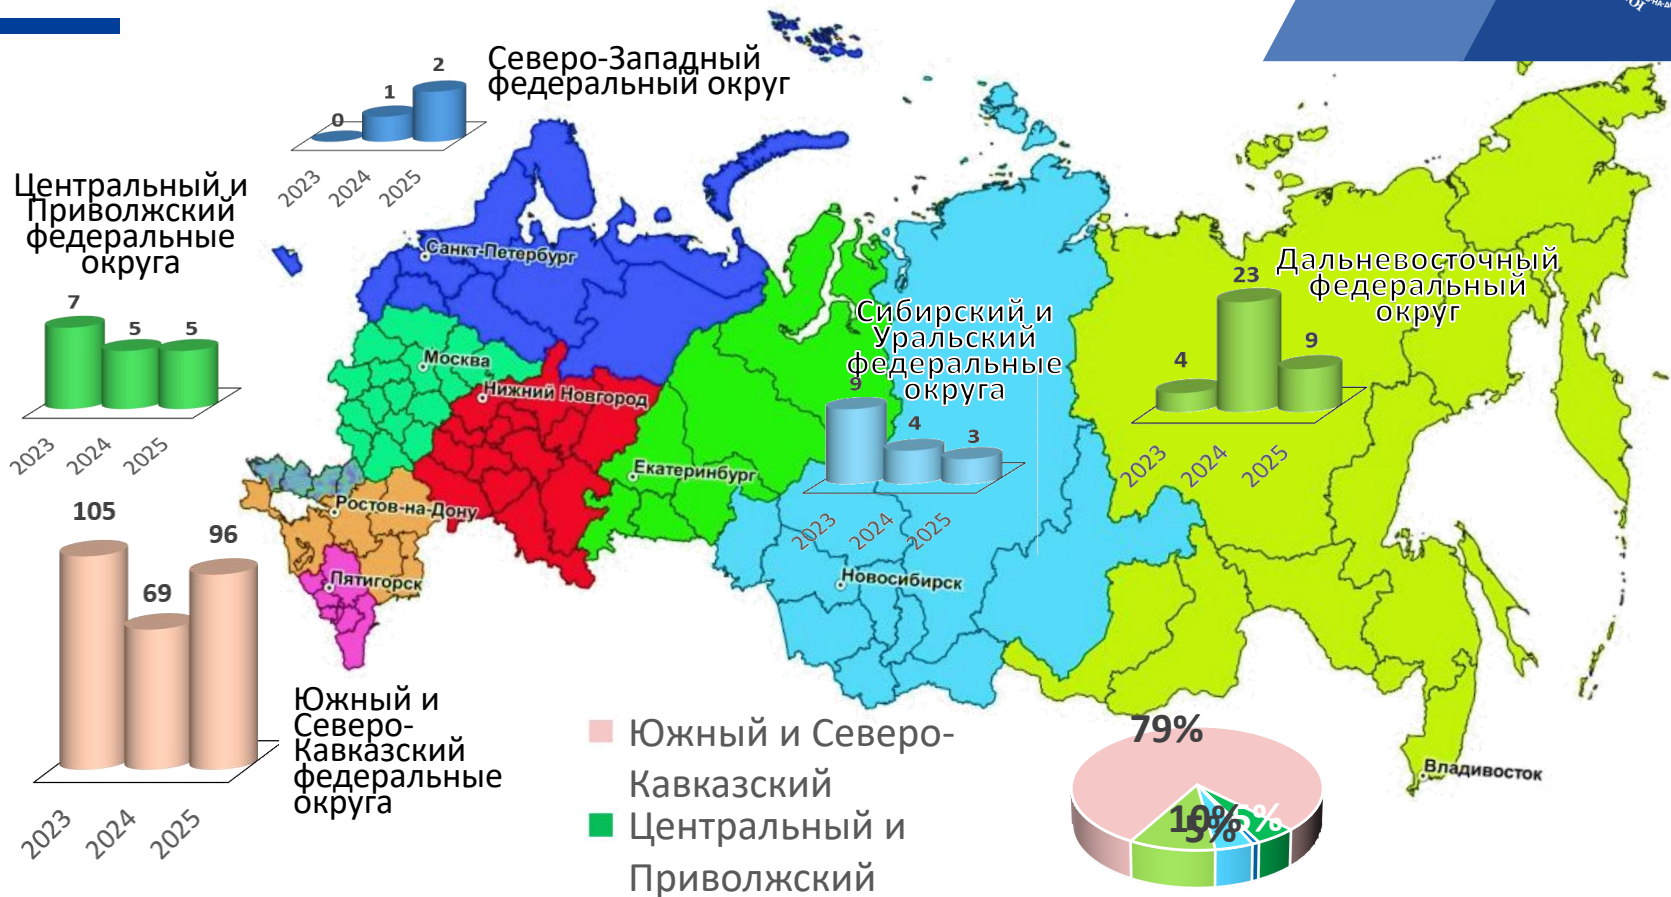 Северо-Западный
федеральный округ
0
1
2
2023
2024
2025
Центральный и
Приволжский
федеральные
округа
7
5
5
2023
2024
2025
Санкт-Петербург
Москва
Нижний Новгород
Екатеринбург
Ростов-на-Дону
Пятигорск
Новосибирск
Владивосток
Сибирский и
Уральский
федеральные
округа
9
4
3
2023
2024
2025
Дальневосточный
федеральный
округ
4
23
9
2023
2024
2025
105
69
96
2023
2024
2025
Южный и
Северо-
Кавказский
федеральные
округа
Южный и Северо-
Кавказский
Центральный и
Приволжский
79%
10%
5%
5%